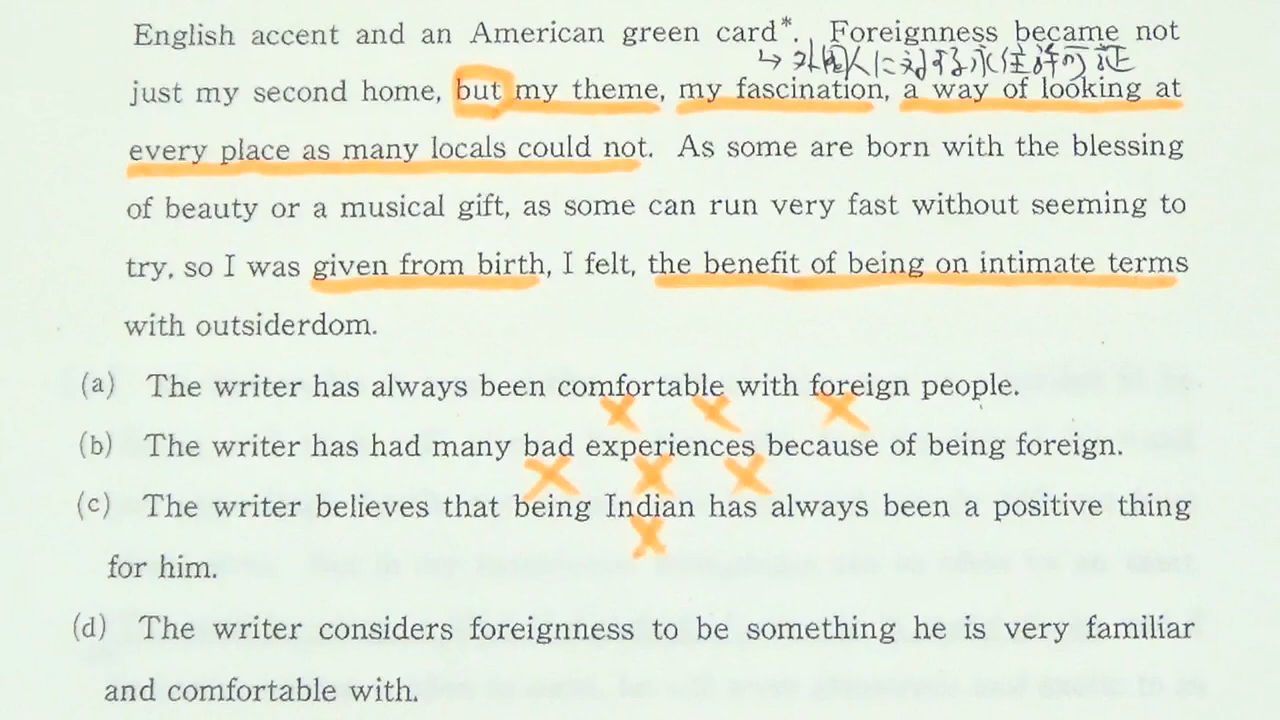 English accent and an American green card*. Foreignness became not
↳ 外国人に対する永住許可証
just my second home, but my theme, my fascination, a way of looking at
every place as many locals could not. As some are born with the blessing
of beauty or a musical gift, as some can run very fast without seeming to
try, so I was given from birth, I felt, the benefit of being on intimate terms
with outsiderdom.
(a) The writer has always been comfortable with foreign people.
(b) The writer has had many bad experiences because of being foreign.
(c) The writer believes that being Indian has always been a positive thing
for him.
(d) The writer considers foreignness to be something he is very familiar
and comfortable with.